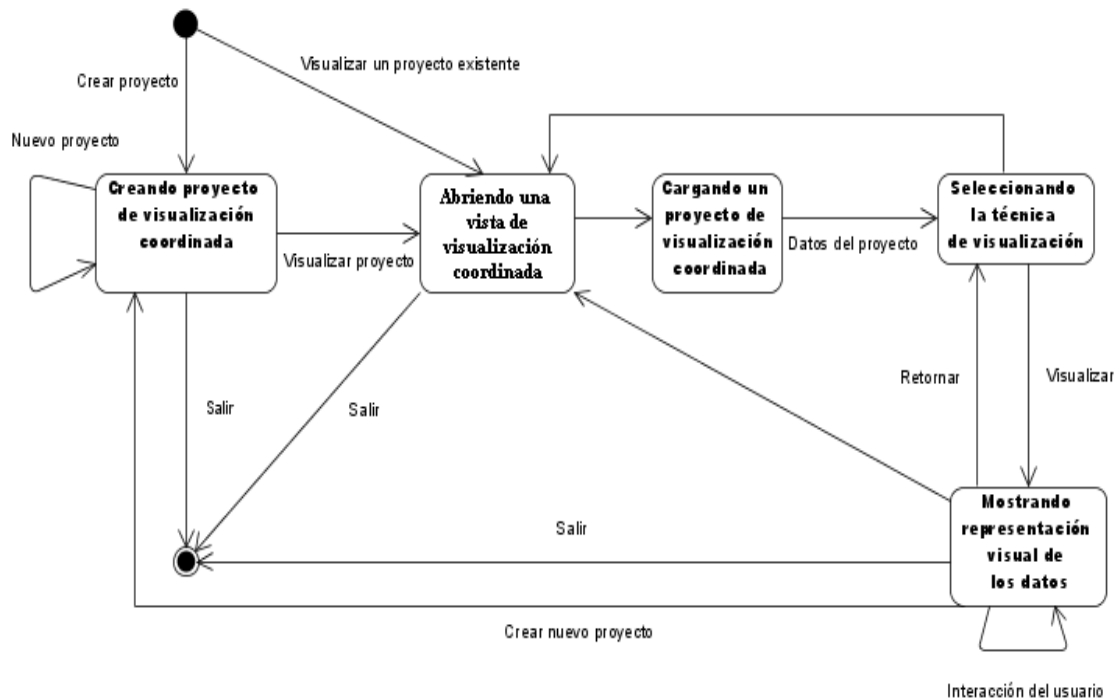 Visualizar un proyecto existente
Crear proyecto
Nuevo proyecto
Creando proyecto
de visualización
coordinada
Abriendo una
vista de
visualización
coordinada
Cargando un
proyecto de
visualización
coordinada
Seleccionando
la técnica
de visualización
Visualizar proyecto
Datos del proyecto
Retornar
Visualizar
Salir
Salir
Salir
Mostrando
representación
visual de
los datos
Crear nuevo proyecto
Interacción del usuario